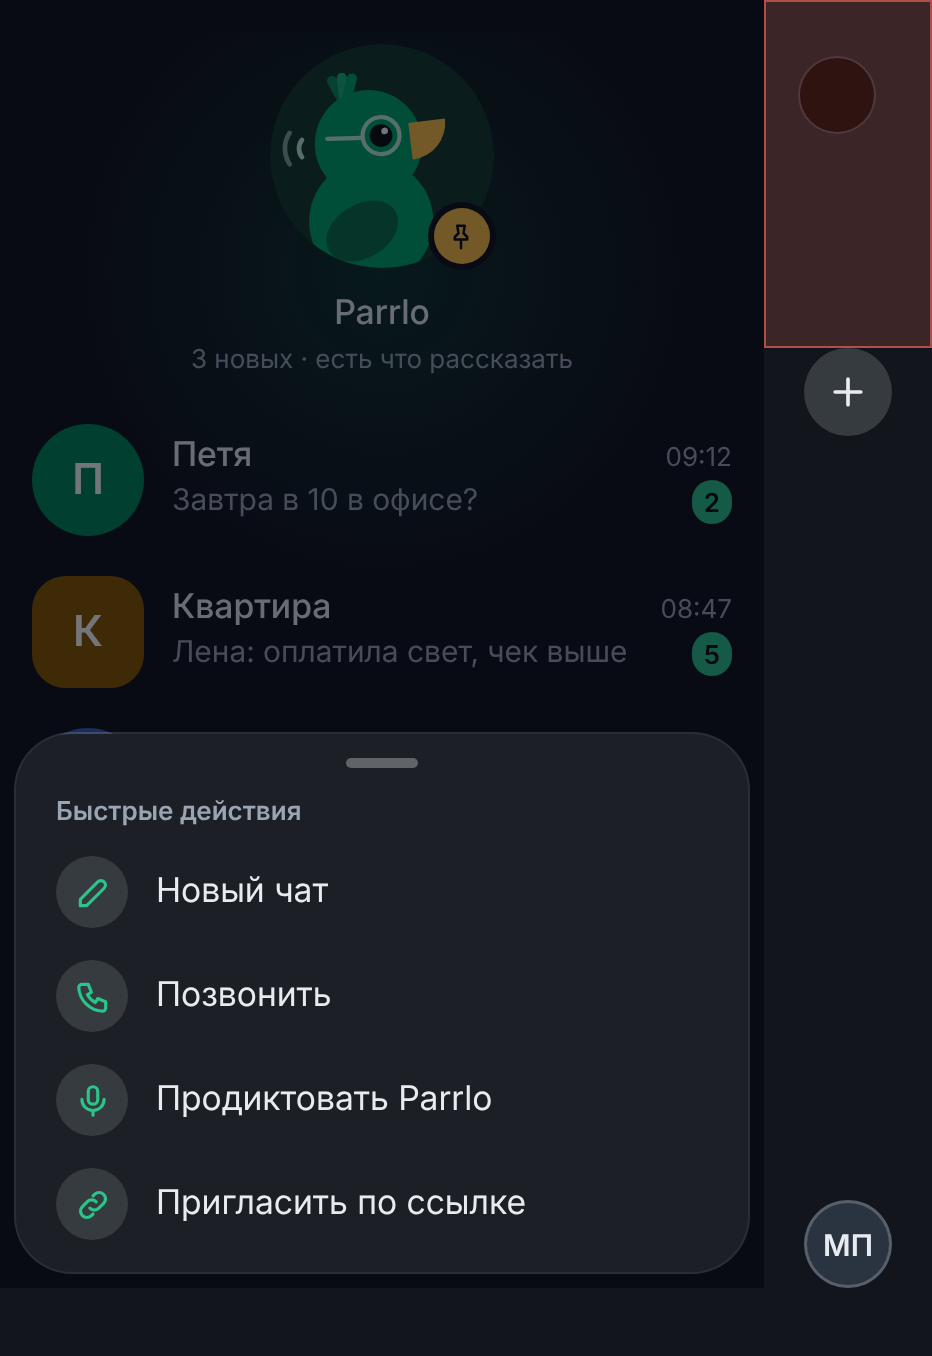 Parrlo
3 новых · есть что рассказать
П
Петя
09:12
Завтра в 10 в офисе?
2
К
Квартира
08:47
Лена: оплатила свет, чек выше
5
Быстрые действия
Новый чат
Позвонить
Продиктовать Parrlo
Пригласить по ссылке
МП